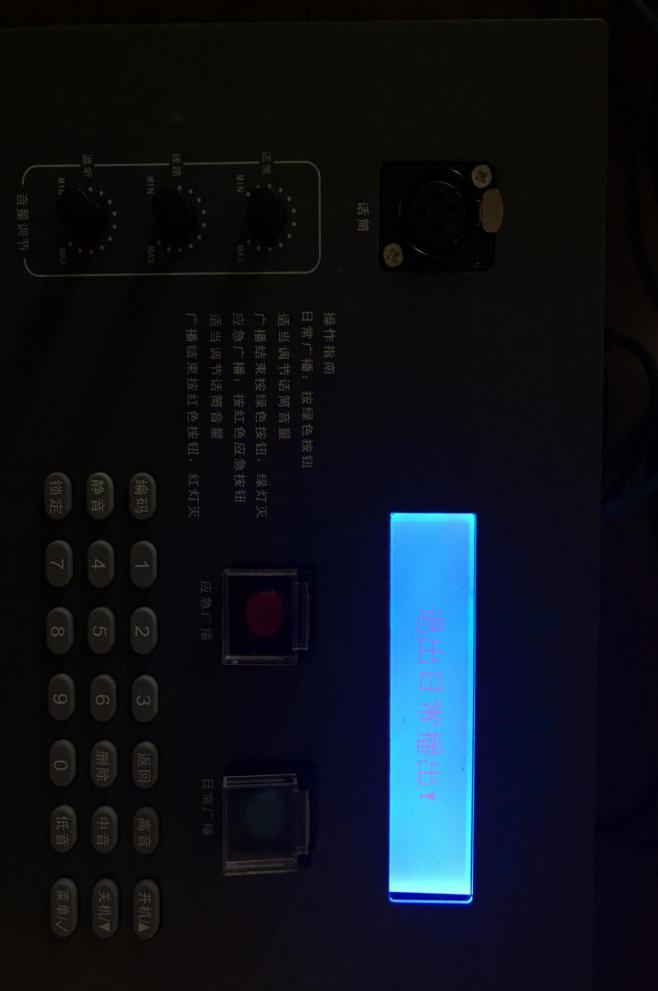 话筒
音量调节
话筒
MIN
MAX
线路
MIN
MAX
监听
MIN
MAX
操作指南
日常广播：按绿色按钮
适当调节话筒音量
广播结束按绿色按钮，绿灯灭
应急广播：按红色应急按钮
适当调节话筒音量
广播结束按红色按钮，红灯灭
退出日常播出!
应急广播
日常广播
编码 1 2 3 返回 高音 开机/▲
静音 4 5 6 删除 中音 关机/▼
锁定 7 8 9 0 低音 菜单/√